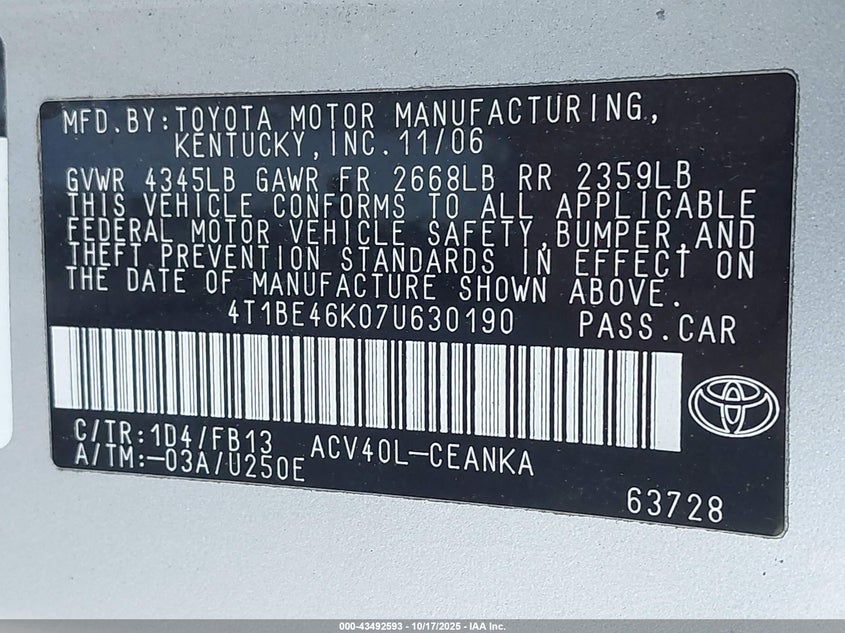 MFD.BY:TOYOTA MOTOR MANUFACTURING,
KENTUCKY,INC.11/06
GVWR 4345LB GAWR FR 2668LB RR 2359LB
THIS VEHICLE CONFORMS TO ALL APPLICABLE
FEDERAL MOTOR VEHICLE SAFETY,BUMPER,AND
THEFT PREVENTION STANDARDS IN EFFECT ON
THE DATE OF MANUFACTURE SHOWN ABOVE.
4T1BE46K07U630190 PASS.CAR
C/TR:1D4/FB13 ACV40L-CEANKA
A/TM:-03A/U250E
63728
000-43492593 - 10/17/2025 - IAA Inc.